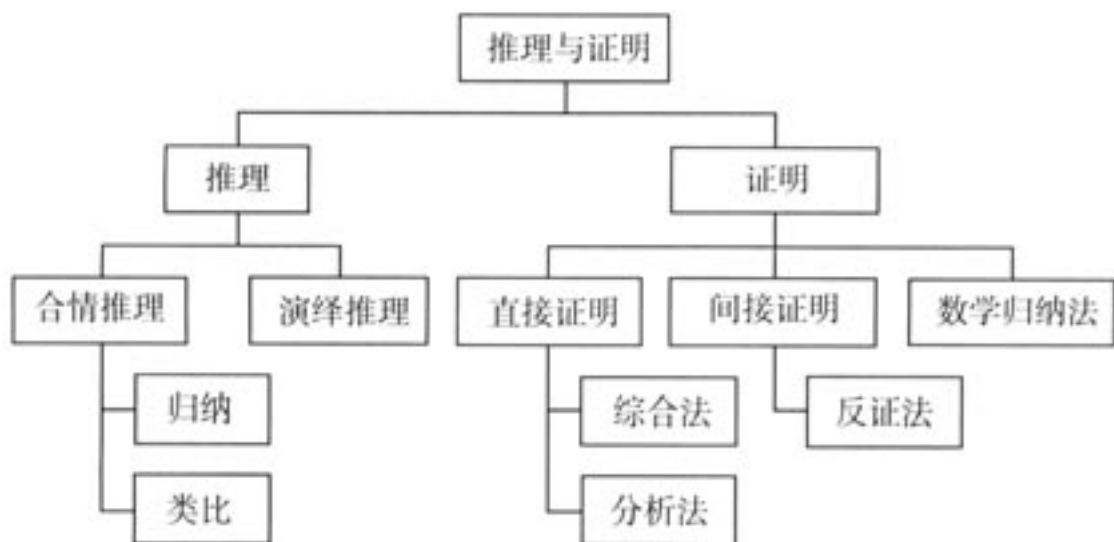 推理与证明
推理
证明
合情推理
演绎推理
直接证明
间接证明
数学归纳法
归纳
综合法
反证法
类比
分析法